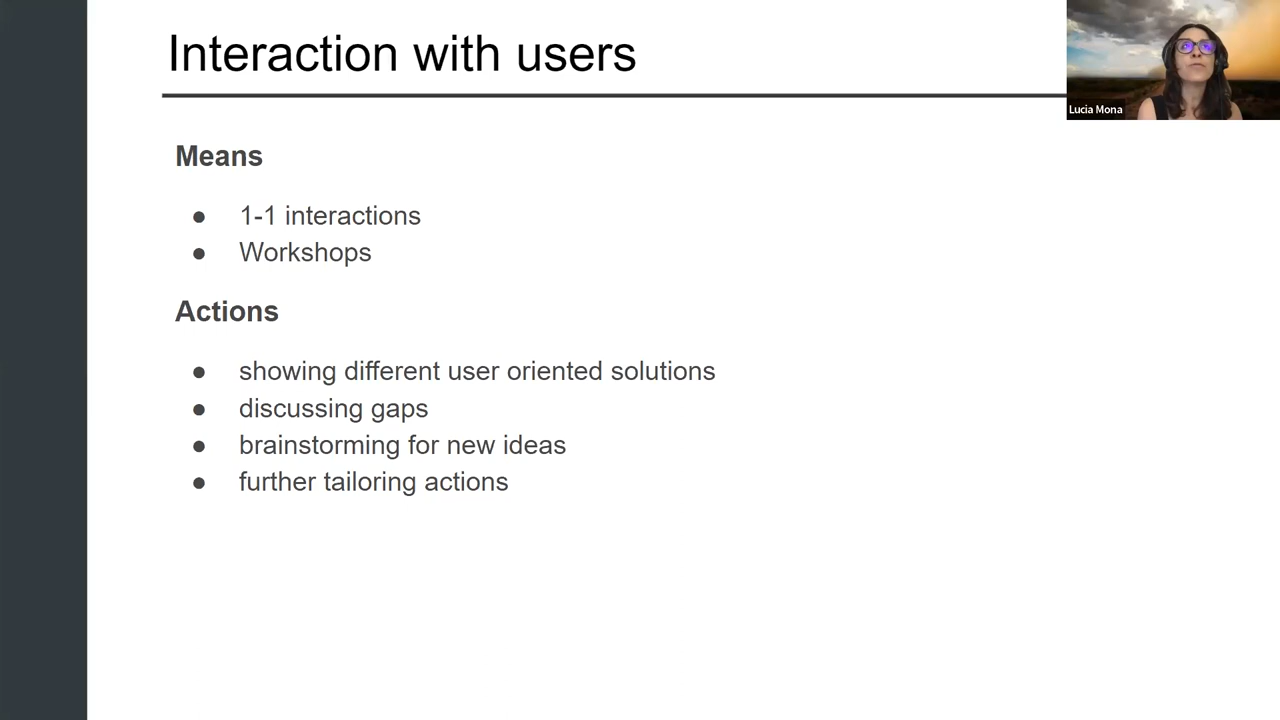 Interaction with users
Lucia Mona
Means
● 1-1 interactions
● Workshops
Actions
● showing different user oriented solutions
● discussing gaps
● brainstorming for new ideas
● further tailoring actions